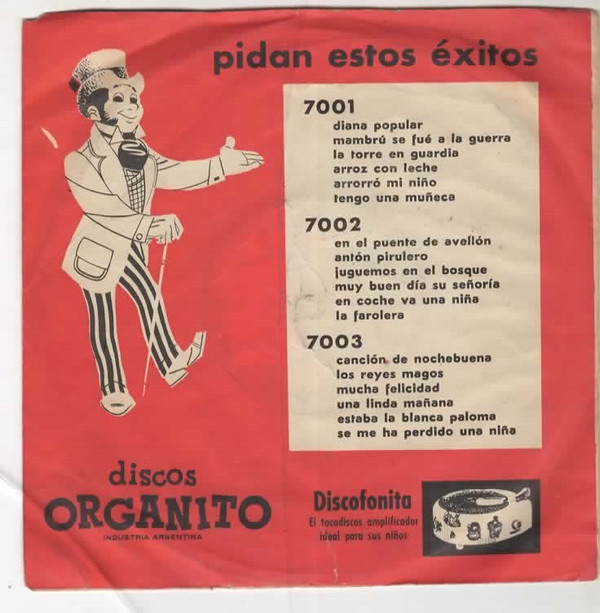 pidan estos éxitos
7001
diana popular
mambrú se fué a la guerra
la torre en guardia
arroz con leche
arrorró mi niño
tengo una muñeca
7002
en el puente de avellón
antón pirulero
juguemos en el bosque
muy buen día su señoría
en coche va una niña
la farolera
7003
canción de nochebuena
los reyes magos
mucha felicidad
una linda mañana
estaba la blanca paloma
se me ha perdido una niña
discos
ORGANITO
INDUSTRIA ARGENTINA
Discofonita
El tocadiscos amplificador
ideal para sus niños